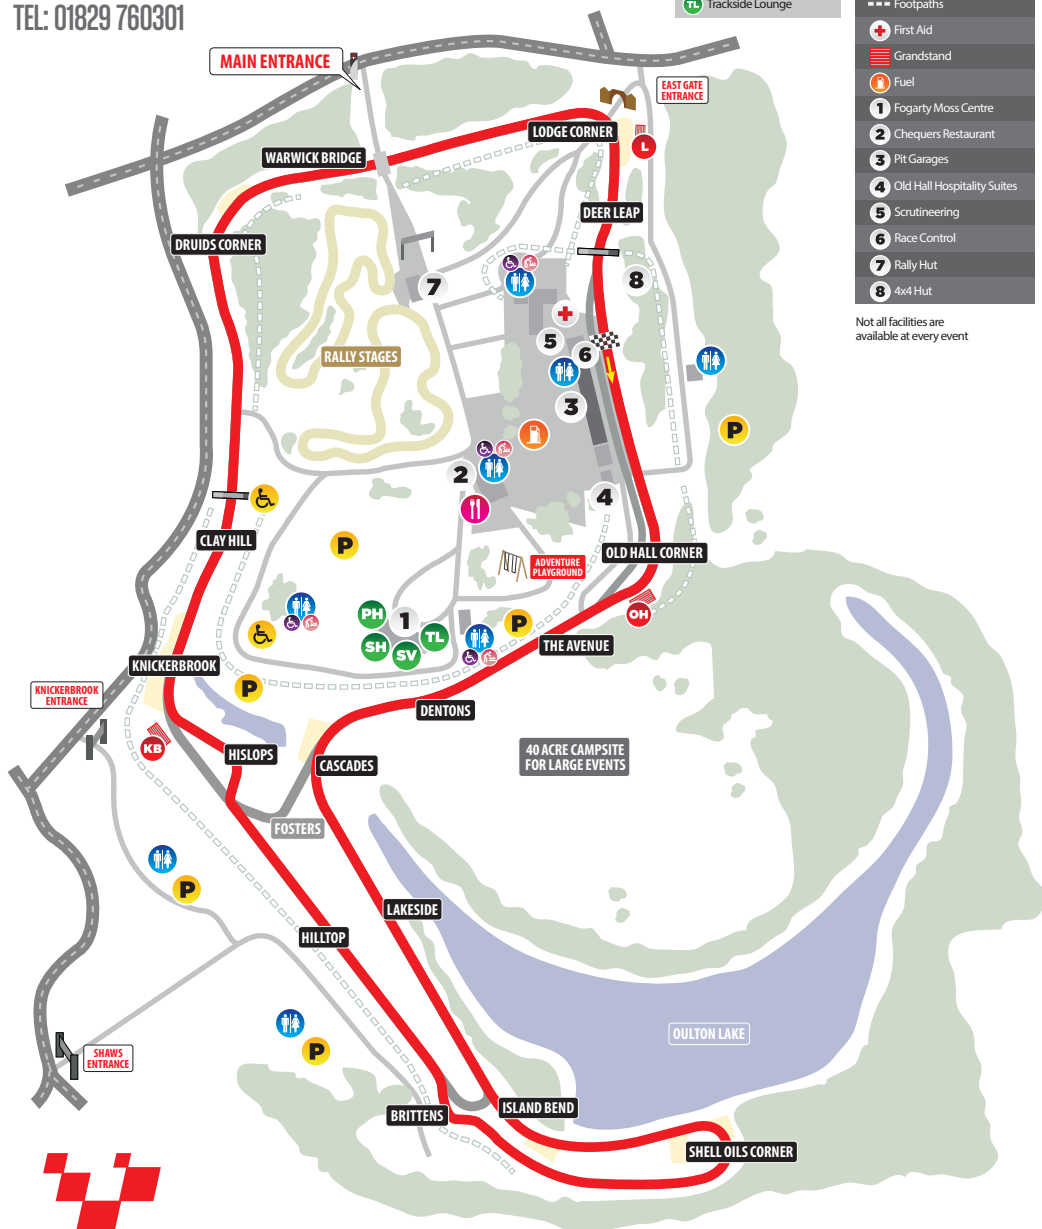 TEL: 01829 760301
TL Trackside Lounge
Footpaths
First Aid
Grandstand
Fuel
1 Fogarty Moss Centre
2 Chequers Restaurant
3 Pit Garages
4 Old Hall Hospitality Suites
5 Scrutineering
6 Race Control
7 Rally Hut
8 4x4 Hut
Not all facilities are
available at every event
MAIN ENTRANCE
EAST GATE
ENTRANCE
LODGE CORNER
L
WARWICK BRIDGE
DEER LEAP
DRUIDS CORNER
7
8
5
6
RALLY STAGES
3
P
2
4
CLAY HILL
P
OLD HALL CORNER
ADVENTURE
PLAYGROUND
PH
1
P
OH
TL
SH
SV
THE AVENUE
KNICKERBROOK
KNICKERBROOK
ENTRANCE
P
DENTONS
KB
HISLOPS
CASCADES
40 ACRE CAMPSITE
FOR LARGE EVENTS
FOSTERS
P
LAKESIDE
HILLTOP
OULTON LAKE
P
SHAWS
ENTRANCE
ISLAND BEND
BRITTENS
SHELL OILS CORNER